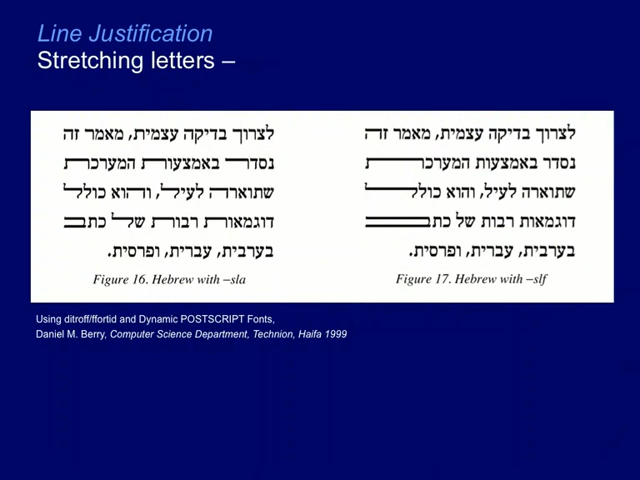 Line Justification
Stretching letters –
לצרוך בדיקה עצמית, מאמר זה
נסדר באמצעורת המערכת
שתוארה לעיל, והוא כולל
דוגמאות רבות של כתב
בערבית, עברית, ופרסית.
Figure 16. Hebrew with –sla
לצרוך בדיקה עצמית, מאמר זה
נסדר באמצעות המערכת
שתוארה לעיל, והוא כולל
דוגמאות רבות של כתב
בערבית, עברית, ופרסית.
Figure 17. Hebrew with –slf
Using ditroff/ffortid and Dynamic POSTSCRIPT Fonts,
Daniel M. Berry, Computer Science Department, Technion, Haifa 1999